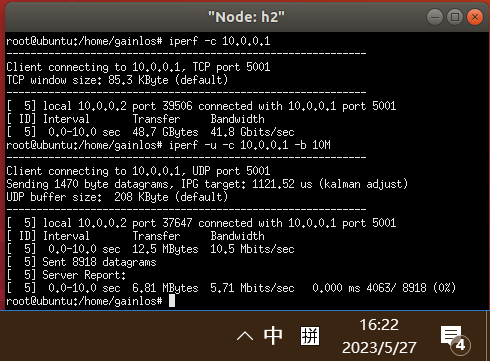 "Node: h2"
root@ubuntu:/home/gainlos# iperf -c 10.0.0.1
------------------------------------------------------------
Client connecting to 10.0.0.1, TCP port 5001
TCP window size: 85.3 KByte (default)
------------------------------------------------------------
[  5] local 10.0.0.2 port 39506 connected with 10.0.0.1 port 5001
[ ID] Interval       Transfer     Bandwidth
[  5]  0.0-10.0 sec  48.7 GBytes  41.8 Gbits/sec
root@ubuntu:/home/gainlos# iperf -u -c 10.0.0.1 -b 10M
------------------------------------------------------------
Client connecting to 10.0.0.1, UDP port 5001
Sending 1470 byte datagrams, IPG target: 1121.52 us (kalman adjust)
UDP buffer size:  208 KByte (default)
------------------------------------------------------------
[  5] local 10.0.0.2 port 37647 connected with 10.0.0.1 port 5001
[ ID] Interval       Transfer     Bandwidth
[  5]  0.0-10.0 sec  12.5 MBytes  10.5 Mbits/sec
[  5] Sent 8918 datagrams
[  5] Server Report:
[  5]  0.0-10.0 sec  6.81 MBytes  5.71 Mbits/sec   0.000 ms 4063/ 8918 (0%)
root@ubuntu:/home/gainlos#
中 拼 16:22 4
2023/5/27